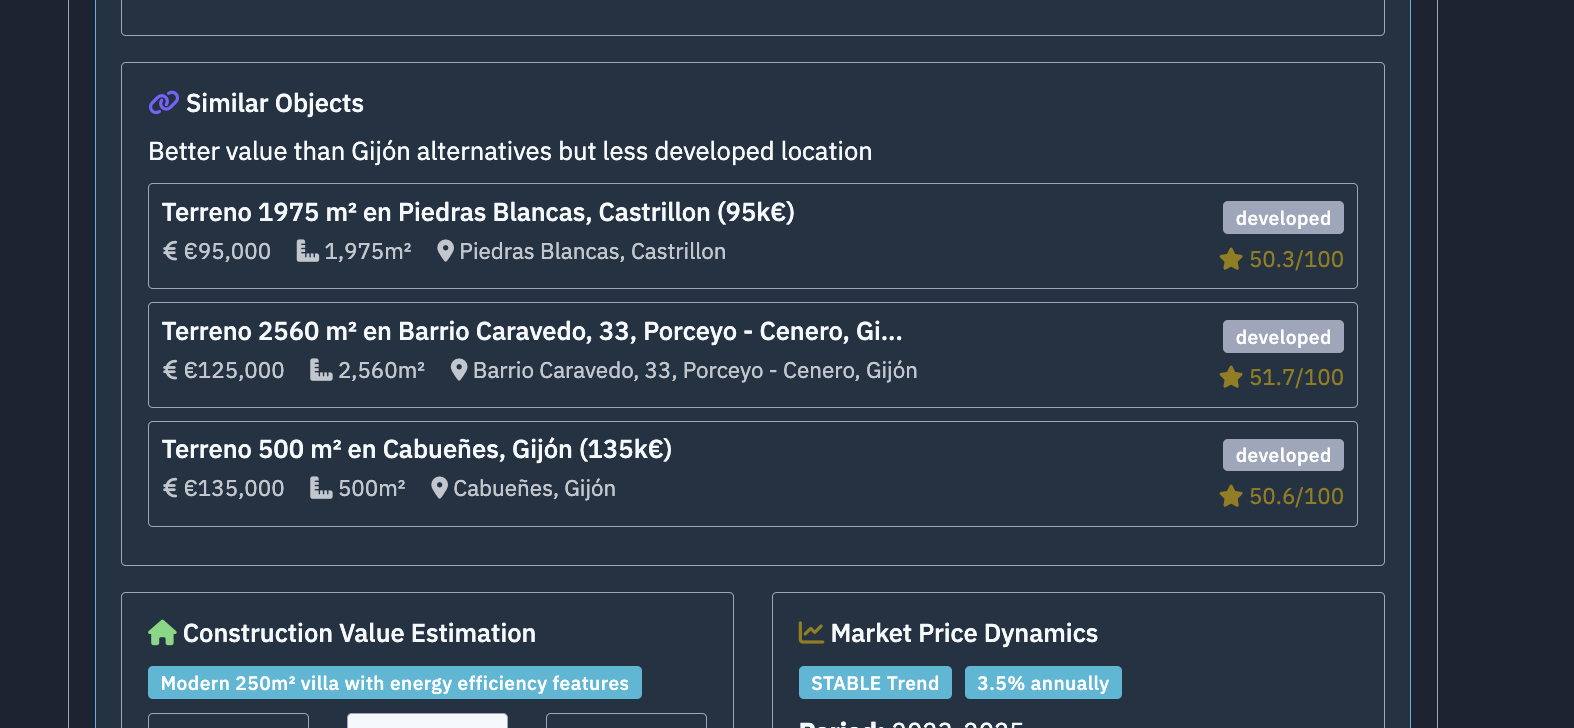 Similar Objects
Better value than Gijón alternatives but less developed location
Terreno 1975 m² en Piedras Blancas, Castrillon (95k€)
developed
€ €95,000 1,975m² Piedras Blancas, Castrillon
50.3/100
Terreno 2560 m² en Barrio Caravedo, 33, Porceyo - Cenero, Gi...
developed
€ €125,000 2,560m² Barrio Caravedo, 33, Porceyo - Cenero, Gijón
51.7/100
Terreno 500 m² en Cabueñes, Gijón (135k€)
developed
€ €135,000 500m² Cabueñes, Gijón
50.6/100
Construction Value Estimation
Modern 250m² villa with energy efficiency features
Market Price Dynamics
STABLE Trend 3.5% annually
Period: 2023-2025